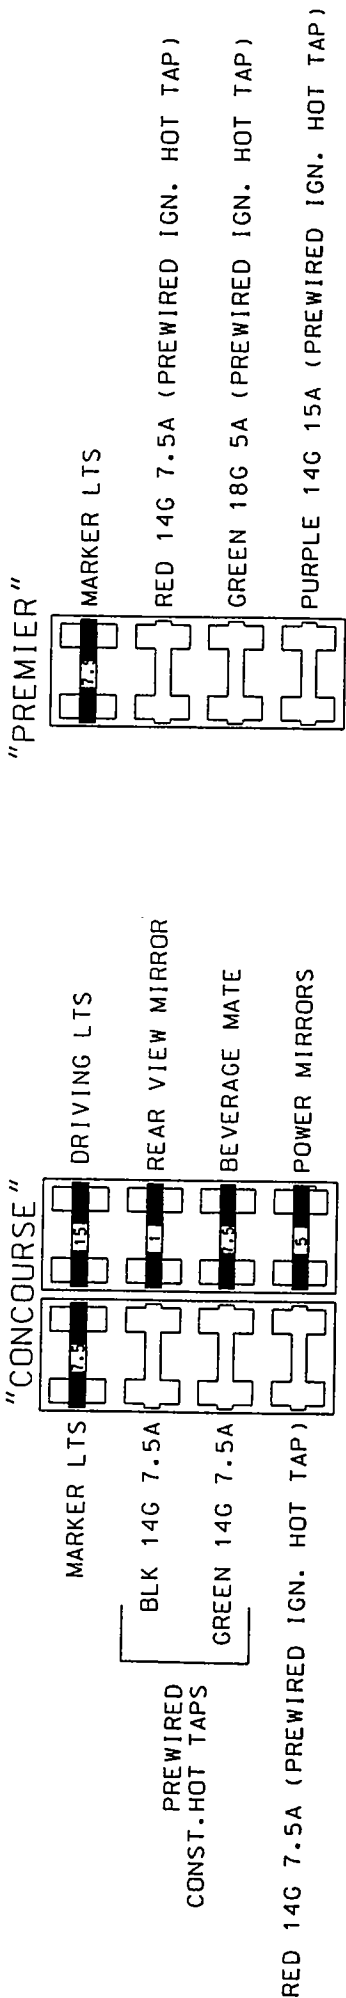 "CONCOURSE"
MARKER LTS
7.5
15
DRIVING LTS
BLK 14G 7.5A
1
REAR VIEW MIRROR
GREEN 14G 7.5A
7.5
BEVERAGE MATE
PREWIRED
CONST.HOT TAPS
RED 14G 7.5A (PREWIRED IGN. HOT TAP)
5
POWER MIRRORS
"PREMIER"
7.5
MARKER LTS
RED 14G 7.5A (PREWIRED IGN. HOT TAP)
GREEN 18G 5A (PREWIRED IGN. HOT TAP)
PURPLE 14G 15A (PREWIRED IGN. HOT TAP)